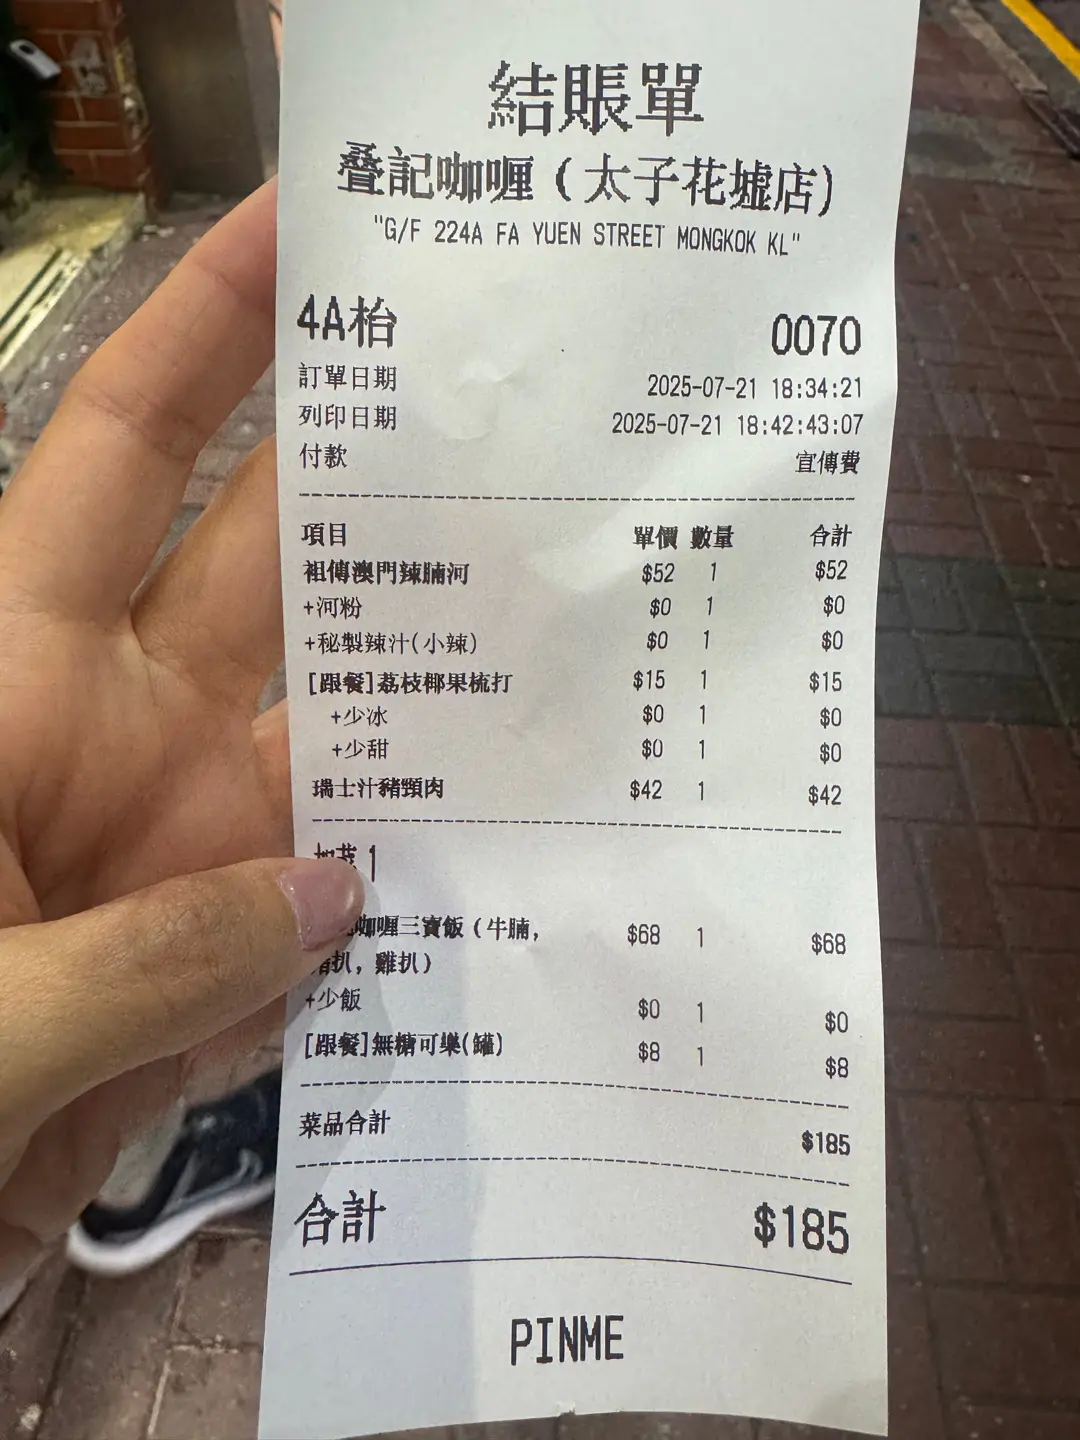 結賬單
叠記咖喱(太子花墟店)
"G/F 224A FA YUEN STREET MONGKOK KL"
4A枱 0070
訂單日期 2025-07-21 18:34:21
列印日期 2025-07-21 18:42:43:07
付款 宣傳費
項目 單價 數量 合計
祖傳澳門辣腩河 $52 1 $52
+河粉 $0 1 $0
+秘製辣汁(小辣) $0 1 $0
[跟餐]荔枝椰果梳打 $15 1 $15
+少冰 $0 1 $0
+少甜 $0 1 $0
瑞士汁豬頸肉 $42 1 $42
加菜 1
咖喱三寶飯(牛腩, $68 1 $68
豬扒, 雞扒)
+少飯 $0 1 $0
[跟餐]無糖可樂(罐) $8 1 $8
菜品合計 $185
合計 $185
PINME